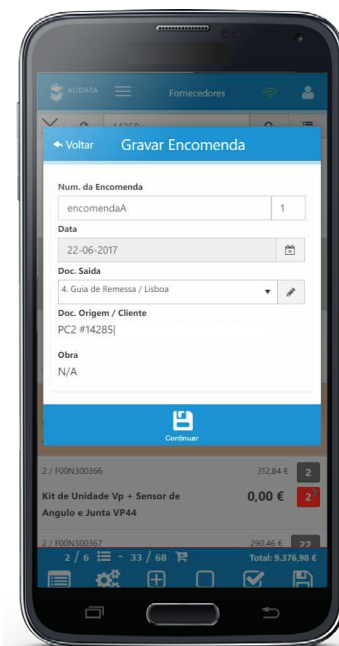 ALIDATA
Fornecedores
14259
Voltar
Gravar Encomenda
Num. da Encomenda
encomendaA 1
Data
22-06-2017
Doc. Saida
4. Guia de Remessa / Lisboa
Doc. Origem / Cliente
PC2 #14285
Obra
N/A
Continuar
2 / F00N300366 312,84 € 2
Kit de Unidade Vp + Sensor de 0,00 € 2
Angulo e Junta VP44
2 / F00N300367 290,46 € 22
2 / 6 - 33 / 68 Total: 9.376,98 €